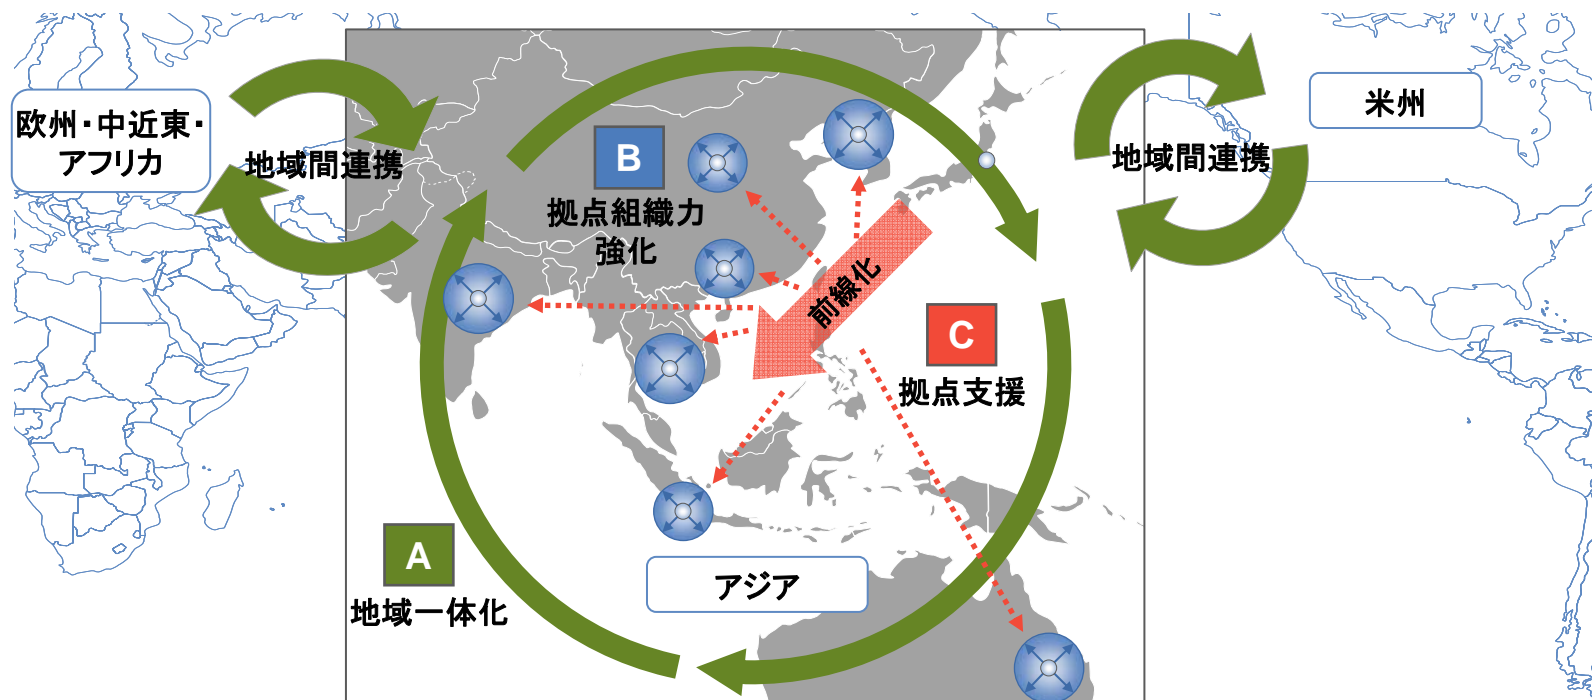 欧州・中近東・
アフリカ
地域間連携
B
拠点組織力
強化
地域間連携
米州
前線化
C
拠点支援
A
地域一体化
アジア